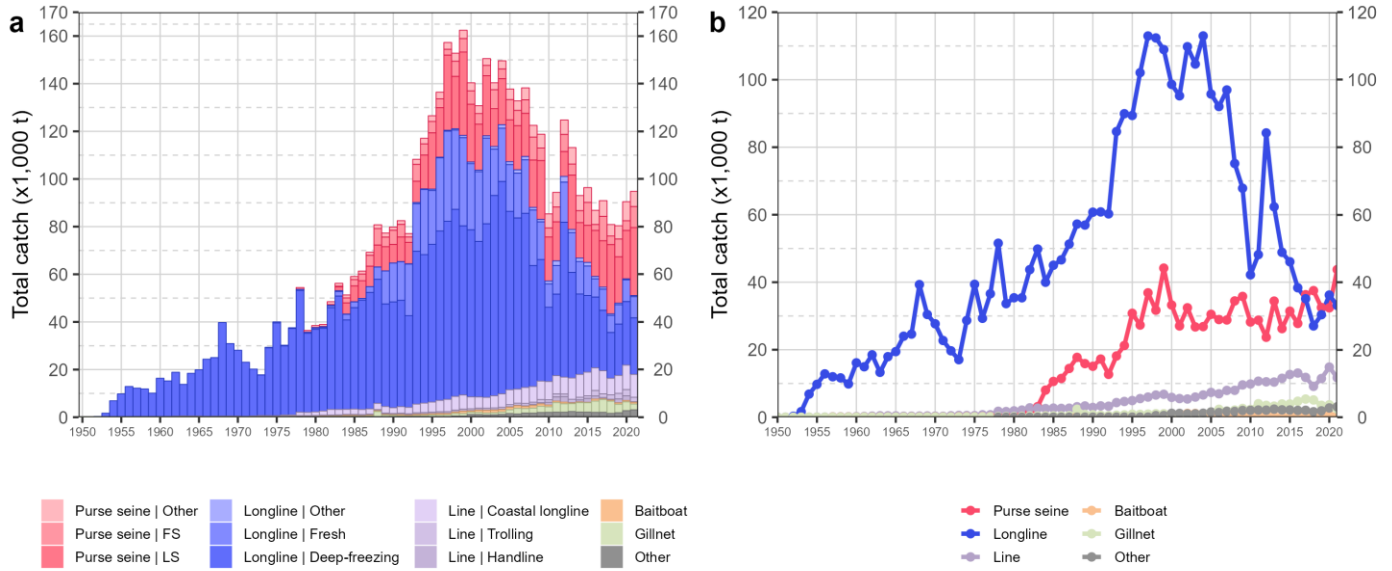 a
170
160
140
120
100
80
60
40
20
0
Total catch (x1,000 t)
170
160
140
120
100
80
60
40
20
0
1950 1955 1960 1965 1970 1975 1980 1985 1990 1995 2000 2005 2010 2015 2020
b
120
100
80
60
40
20
0
Total catch (x1,000 t)
120
100
80
60
40
20
0
1950 1955 1960 1965 1970 1975 1980 1985 1990 1995 2000 2005 2010 2015 2020
Purse seine | Other
Purse seine | FS
Purse seine | LS
Longline | Other
Longline | Fresh
Longline | Deep-freezing
Line | Coastal longline
Line | Trolling
Line | Handline
Baitboat
Gillnet
Other
Purse seine
Longline
Line
Baitboat
Gillnet
Other